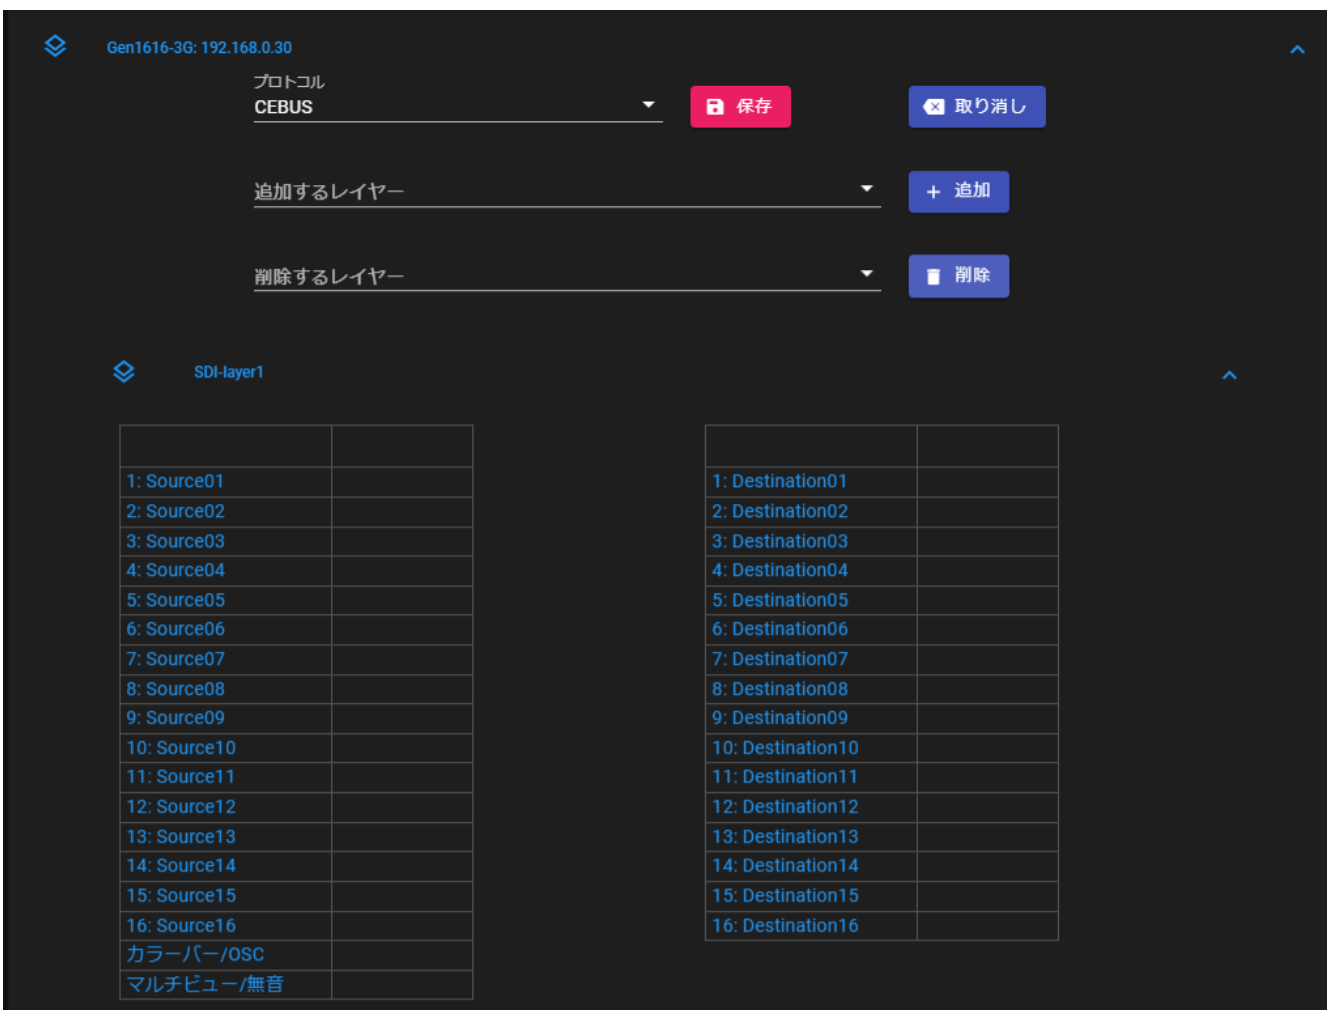 Gen1616-3G: 192.168.0.30
プロトコル
CEBUS
保存
取り消し
追加するレイヤー
追加
削除するレイヤー
削除
SDI-layer1
1: Source01
2: Source02
3: Source03
4: Source04
5: Source05
6: Source06
7: Source07
8: Source08
9: Source09
10: Source10
11: Source11
12: Source12
13: Source13
14: Source14
15: Source15
16: Source16
カラーバー/OSC
マルチビュー/無音
1: Destination01
2: Destination02
3: Destination03
4: Destination04
5: Destination05
6: Destination06
7: Destination07
8: Destination08
9: Destination09
10: Destination10
11: Destination11
12: Destination12
13: Destination13
14: Destination14
15: Destination15
16: Destination16